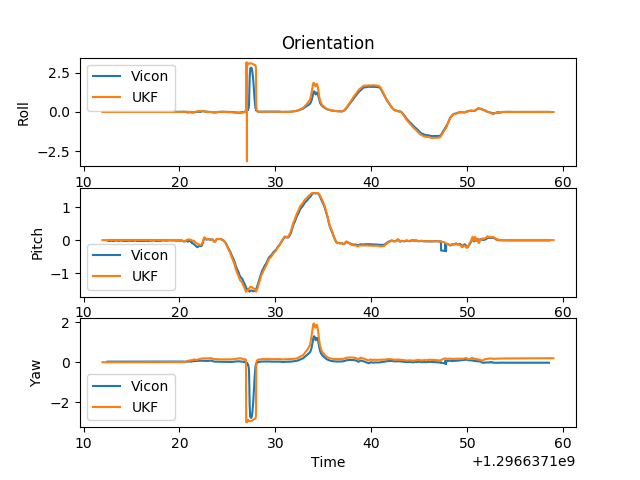 Orientation
Roll
2.5
0.0
−2.5
Vicon
UKF
10 20 30 40 50 60
Pitch
1
0
−1
Vicon
UKF
10 20 30 40 50 60
Yaw
2
0
−2
Vicon
UKF
10 20 30 40 50 60
Time
+1.2966371e9